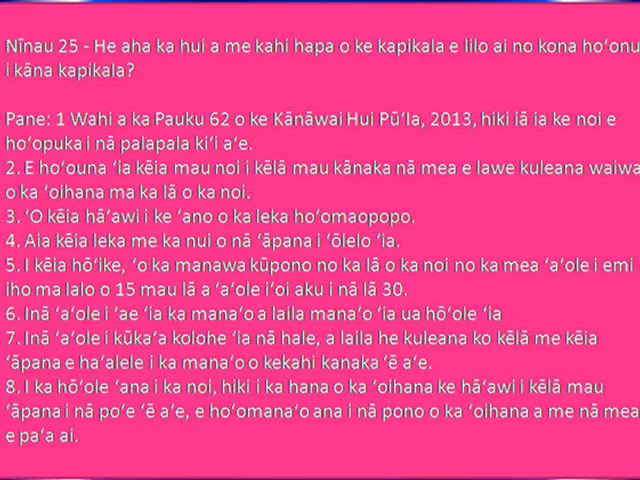 Nīnau 25 - He aha ka hui a me kahi hapa o ke kapikala e lilo ai no kona hoʻonu
i kāna kapikala?
Pane: 1 Wahi a ka Pauku 62 o ke Kānāwai Hui PūʻIa, 2013, hiki iā ia ke noi e
hoʻopuka i nā palapala kiʻi aʻe.
2. E hoʻouna ʻia kēia mau noi i kēlā mau kānaka nā mea e lawe kuleana waiwa
o ka ʻoihana ma ka lā o ka noi.
3. ʻO kēia hāʻawi i ke ʻano o ka leka hoʻomaopopo.
4. Aia kēia leka me ka nui o nā ʻāpana i ʻōlelo ʻia.
5. I kēia hōʻike, ʻo ka manawa kūpono no ka lā o ka noi no ka mea ʻaʻole i emi
iho ma lalo o 15 mau lā a ʻaʻole iʻoi aku i nā lā 30.
6. Inā ʻaʻole i ʻae ʻia ka manaʻo a laila manaʻo ʻia ua hōʻole ʻia
7. Inā ʻaʻole i kūkaʻa kolohe ʻia nā hale, a laila he kuleana ko kēlā me kēia
ʻāpana e haʻalele i ka manaʻo o kekahi kanaka ʻē aʻe.
8. I ka hōʻole ʻana i ka noi, hiki i ka hana o ka ʻoihana ke hāʻawi i kēlā mau
ʻāpana i nā poʻe ʻē aʻe, e hoʻomanaʻo ana i nā pono o ka ʻoihana a me nā mea
e paʻa ai.